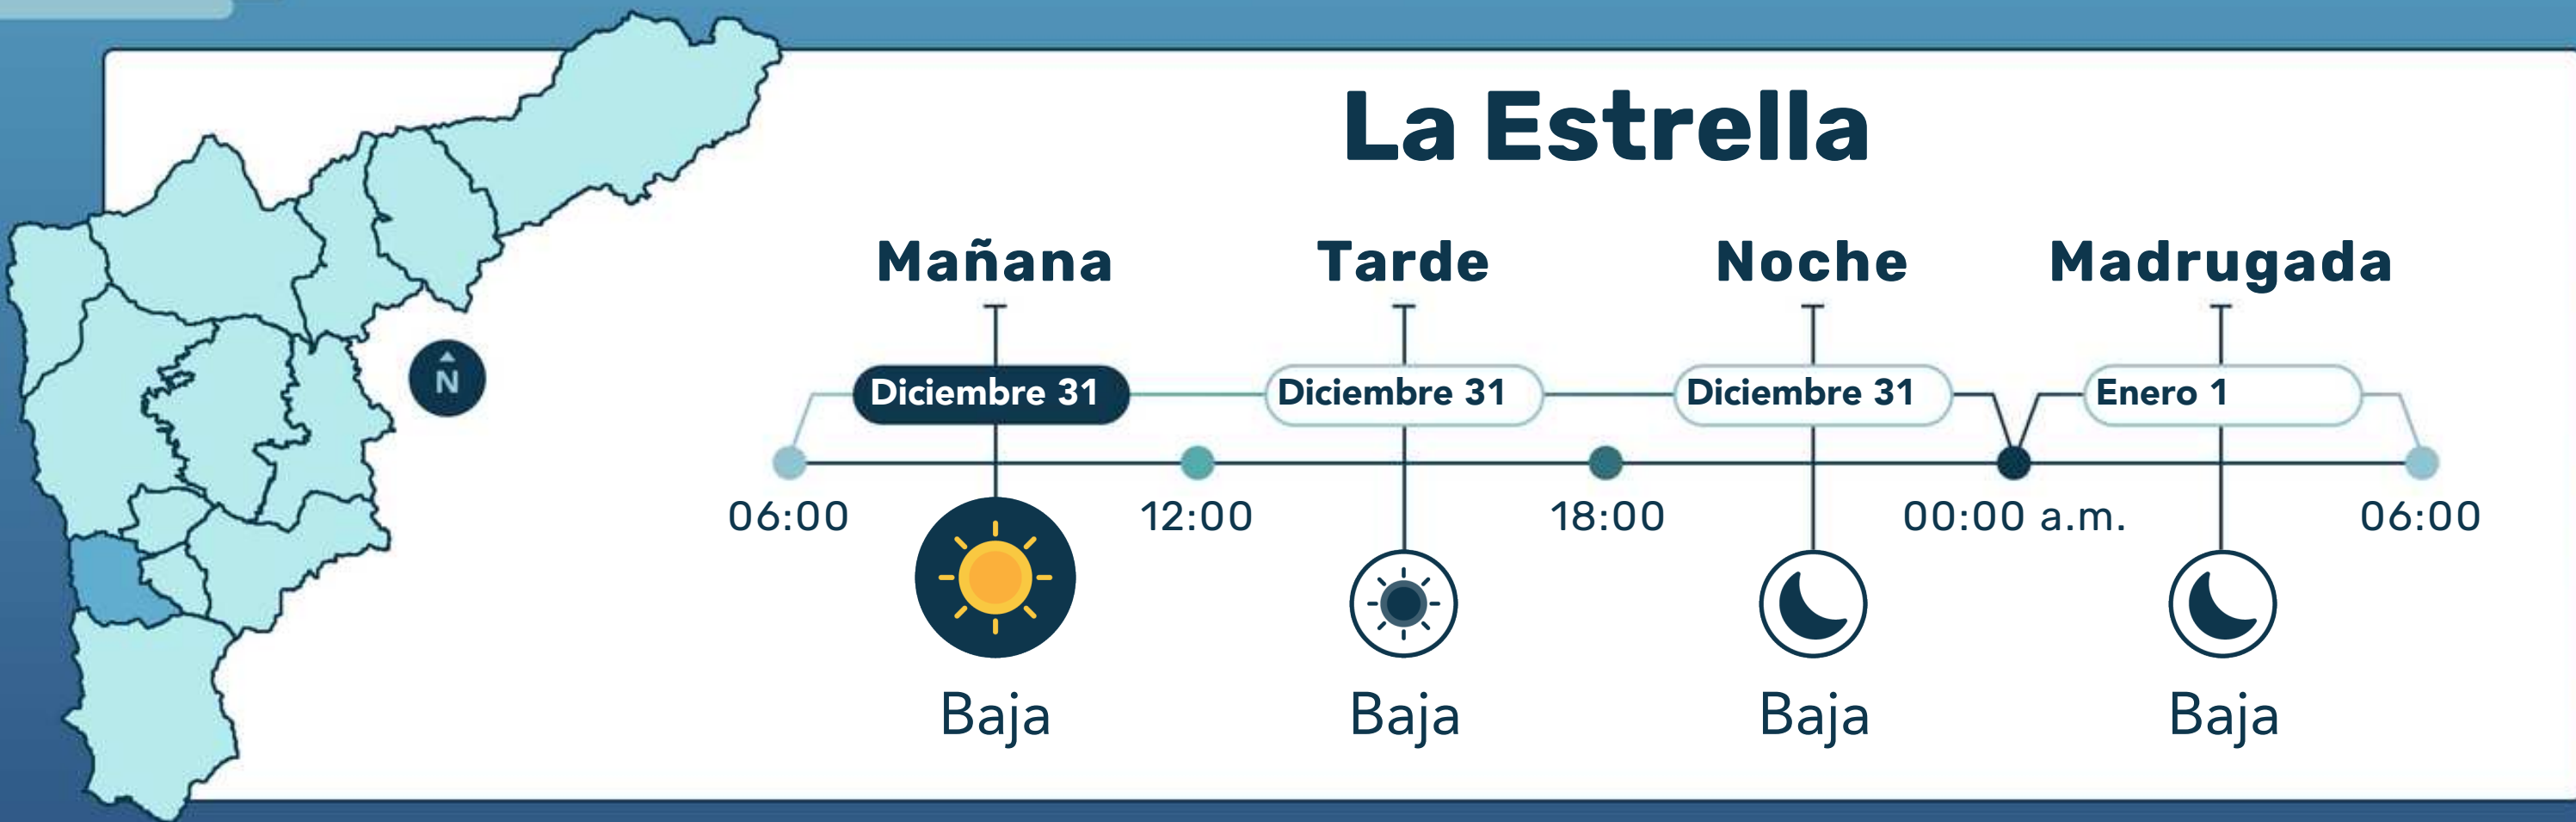 La Estrella
Mañana Tarde Noche Madrugada
Diciembre 31 Diciembre 31 Diciembre 31 Enero 1
N
06:00 12:00 18:00 00:00 a.m. 06:00
Baja Baja Baja Baja